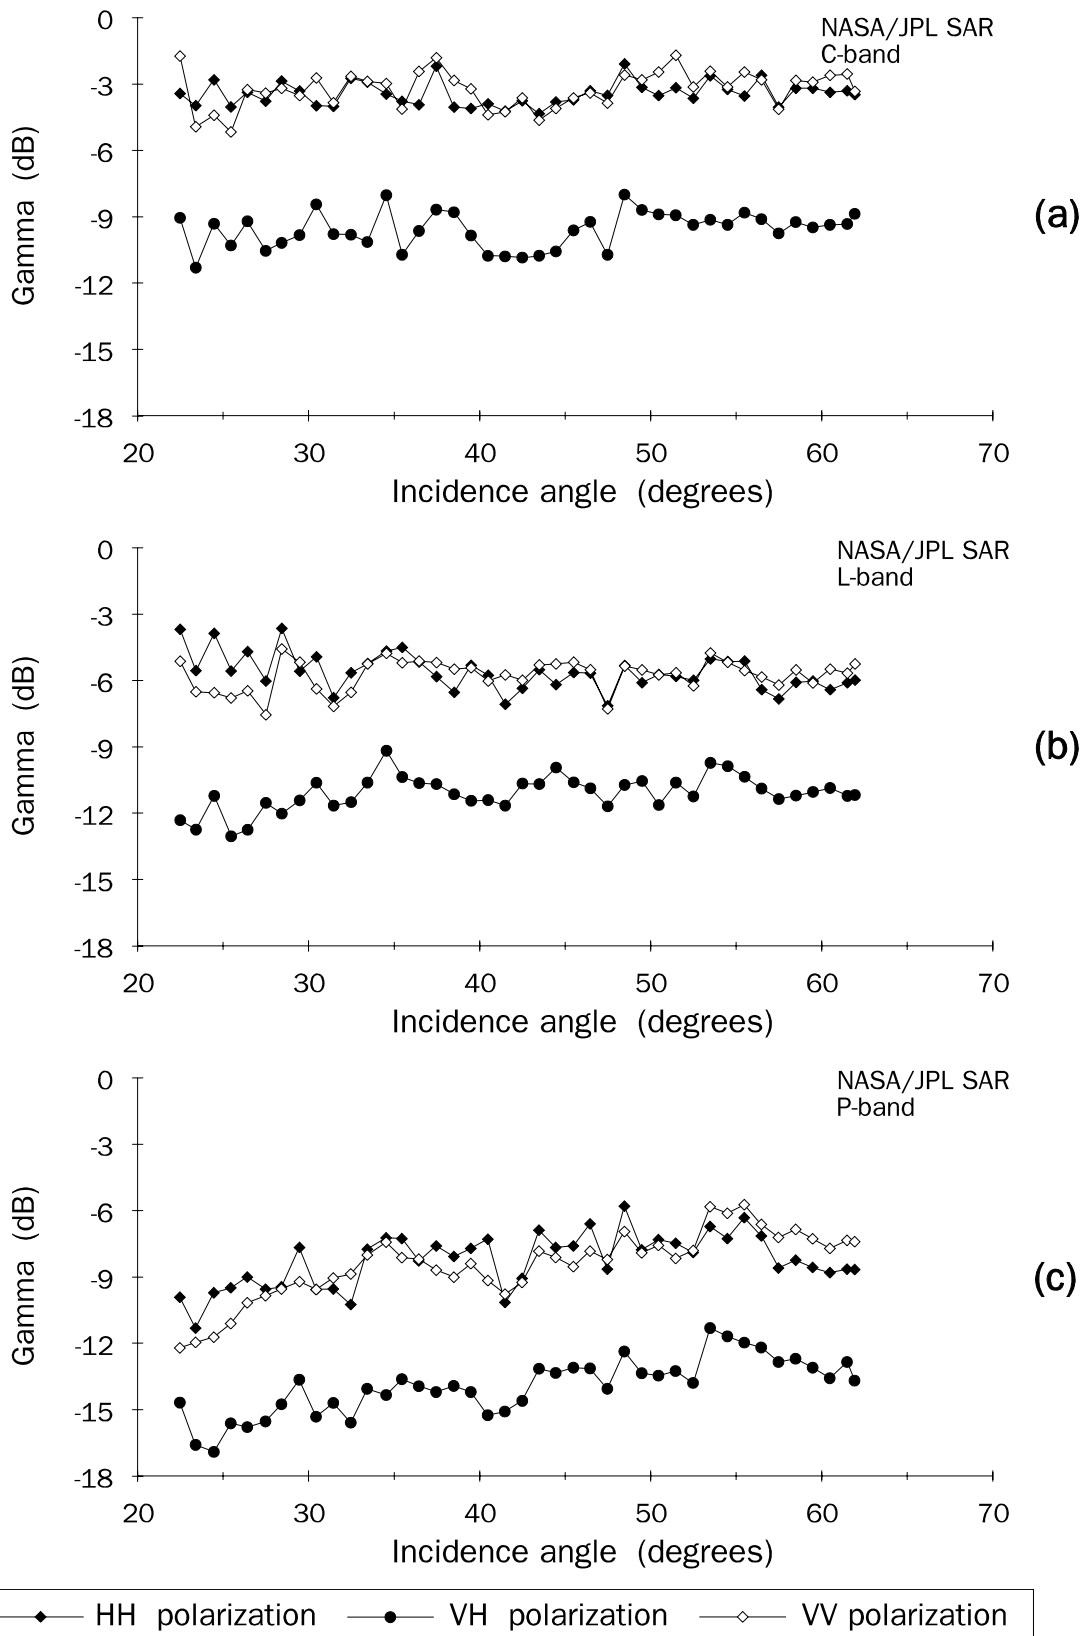 0
NASA/JPL SAR
C-band
-3
-6
-9
-12
-15
-18
Gamma (dB)
(a)
20 30 40 50 60 70
Incidence angle (degrees)
0
NASA/JPL SAR
L-band
-3
-6
-9
-12
-15
-18
Gamma (dB)
(b)
20 30 40 50 60 70
Incidence angle (degrees)
0
NASA/JPL SAR
P-band
-3
-6
-9
-12
-15
-18
Gamma (dB)
(c)
20 30 40 50 60 70
Incidence angle (degrees)
HH polarization VH polarization VV polarization